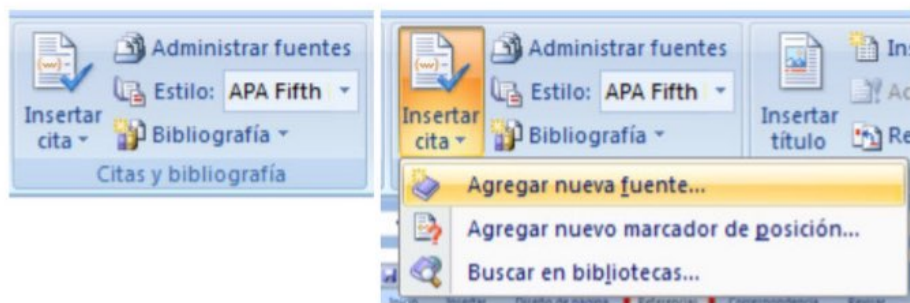 Administrar fuentes
Estilo: APA Fifth
Insertar
cita
Bibliografía
Citas y bibliografía
Administrar fuentes
Estilo: APA Fifth
Insertar
cita
Bibliografía
Insertar
título
Agregar nueva fuente...
Agregar nuevo marcador de posición...
Buscar en bibliotecas...